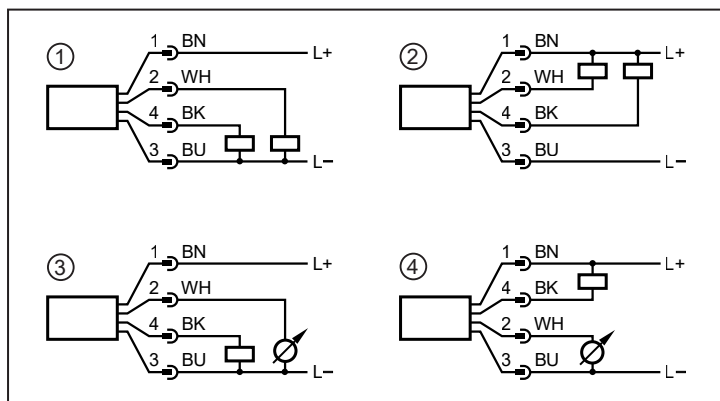 ①
1 BN L+
2 WH
4 BK
3 BU L−
②
1 BN L+
2 WH
4 BK
3 BU L−
③
1 BN L+
2 WH
4 BK
3 BU L−
④
1 BN L+
4 BK
2 WH
3 BU L−